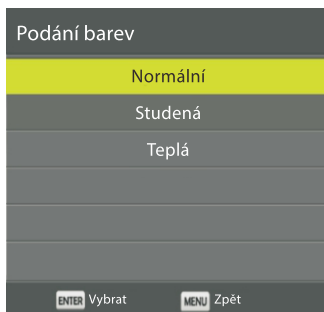 Podání barev
Normální
Studená
Teplá
ENTER Vybrat MENU Zpět